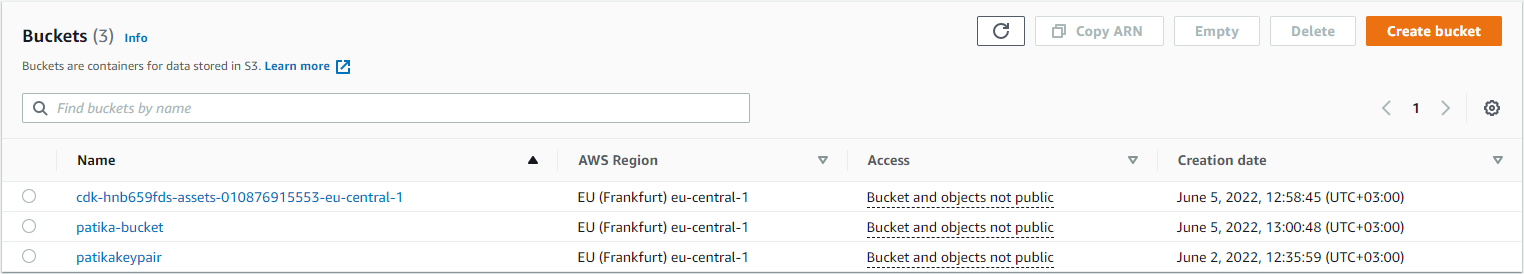 Buckets (3) Info
Copy ARN Empty Delete Create bucket
Buckets are containers for data stored in S3. Learn more
Find buckets by name
1
Name AWS Region Access Creation date
cdk-hnb659fds-assets-010876915553-eu-central-1 EU (Frankfurt) eu-central-1 Bucket and objects not public June 5, 2022, 12:58:45 (UTC+03:00)
patika-bucket EU (Frankfurt) eu-central-1 Bucket and objects not public June 5, 2022, 13:00:48 (UTC+03:00)
patikakeypair EU (Frankfurt) eu-central-1 Bucket and objects not public June 2, 2022, 12:35:59 (UTC+03:00)